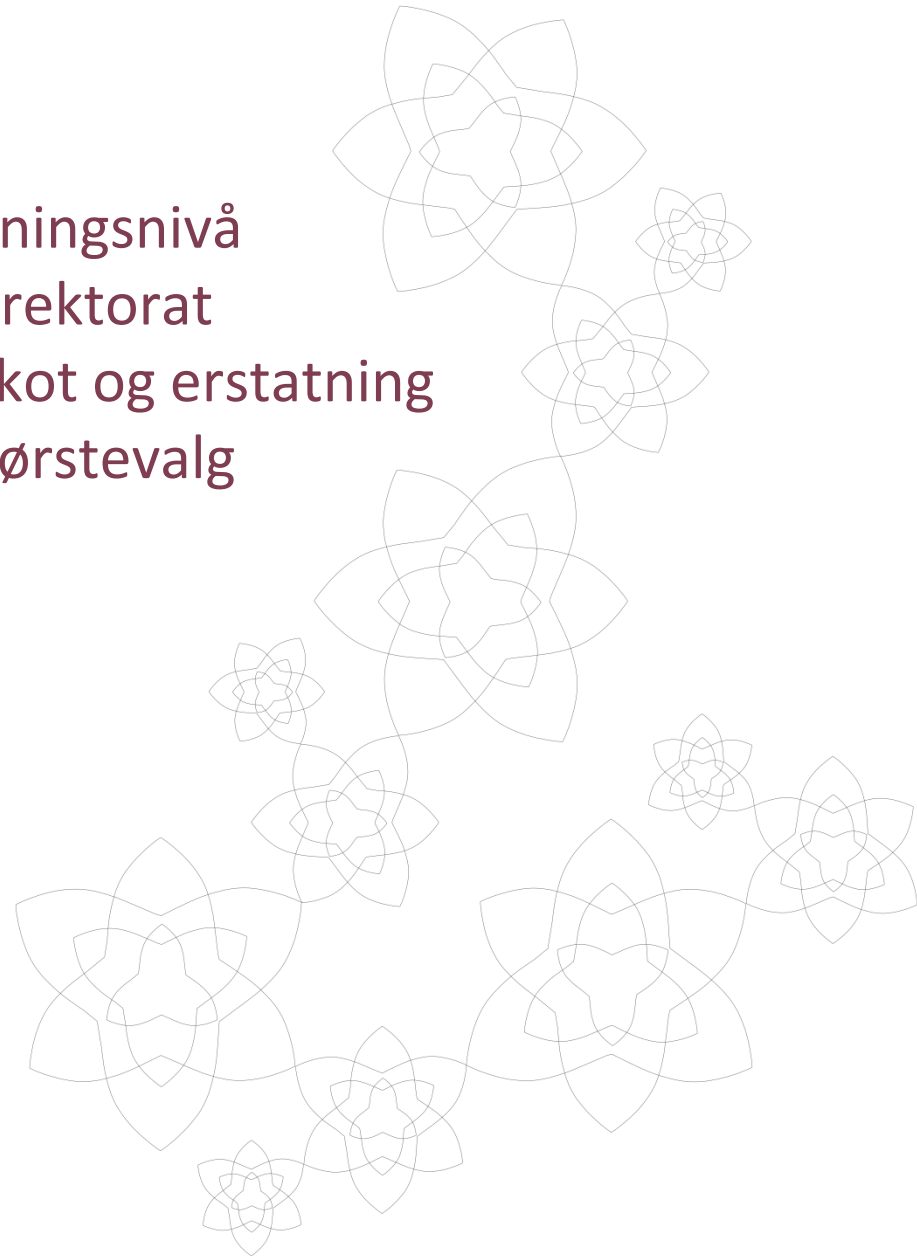 ningsnivå
rektorat
kot og erstatning
ørstevalg